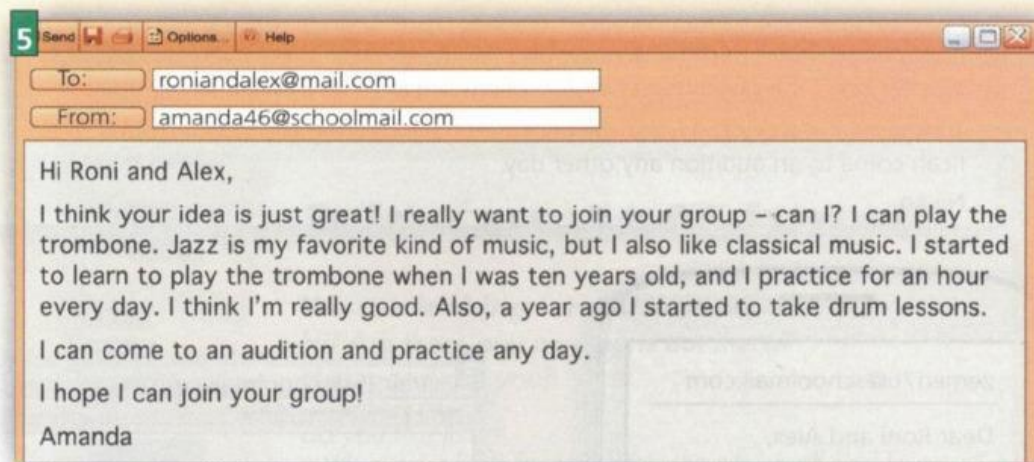 5
Send Options... Help
To: roniandalex@mail.com
From: amanda46@schoolmail.com
Hi Roni and Alex,
I think your idea is just great! I really want to join your group – can I? I can play the
trombone. Jazz is my favorite kind of music, but I also like classical music. I started
to learn to play the trombone when I was ten years old, and I practice for an hour
every day. I think I'm really good. Also, a year ago I started to take drum lessons.
I can come to an audition and practice any day.
I hope I can join your group!
Amanda